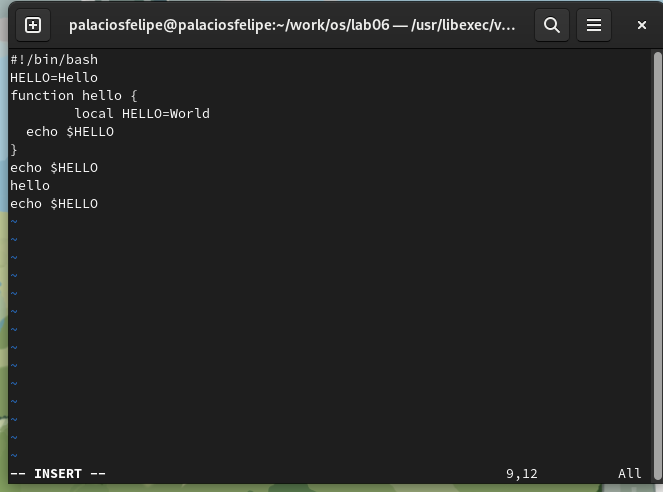 palaciosfelipe@palaciosfelipe:~/work/os/lab06 — /usr/libexec/v...
#!/bin/bash
HELLO=Hello
function hello {
        local HELLO=World
  echo $HELLO
}
echo $HELLO
hello
echo $HELLO
~
~
~
~
~
~
~
~
~
~
~
~
~
~
-- INSERT --                                                  9,12          All